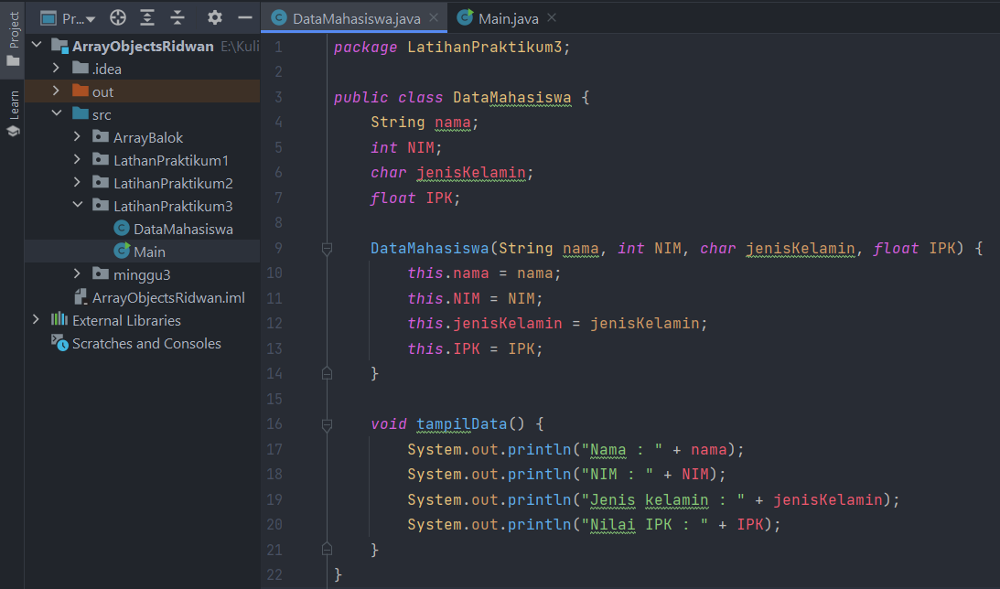 Project
Learn
Pr...
ArrayObjectsRidwan E:\Kuli
.idea
out
src
ArrayBalok
LathanPraktikum1
LatihanPraktikum2
LatihanPraktikum3
DataMahasiswa
Main
minggu3
ArrayObjectsRidwan.iml
External Libraries
Scratches and Consoles
DataMahasiswa.java
Main.java
1 package LatihanPraktikum3;
2
3 public class DataMahasiswa {
4 String nama;
5 int NIM;
6 char jenisKelamin;
7 float IPK;
8
9 DataMahasiswa(String nama, int NIM, char jenisKelamin, float IPK) {
10 this.nama = nama;
11 this.NIM = NIM;
12 this.jenisKelamin = jenisKelamin;
13 this.IPK = IPK;
14 }
15
16 void tampilData() {
17 System.out.println("Nama : " + nama);
18 System.out.println("NIM : " + NIM);
19 System.out.println("Jenis kelamin : " + jenisKelamin);
20 System.out.println("Nilai IPK : " + IPK);
21 }
22 }